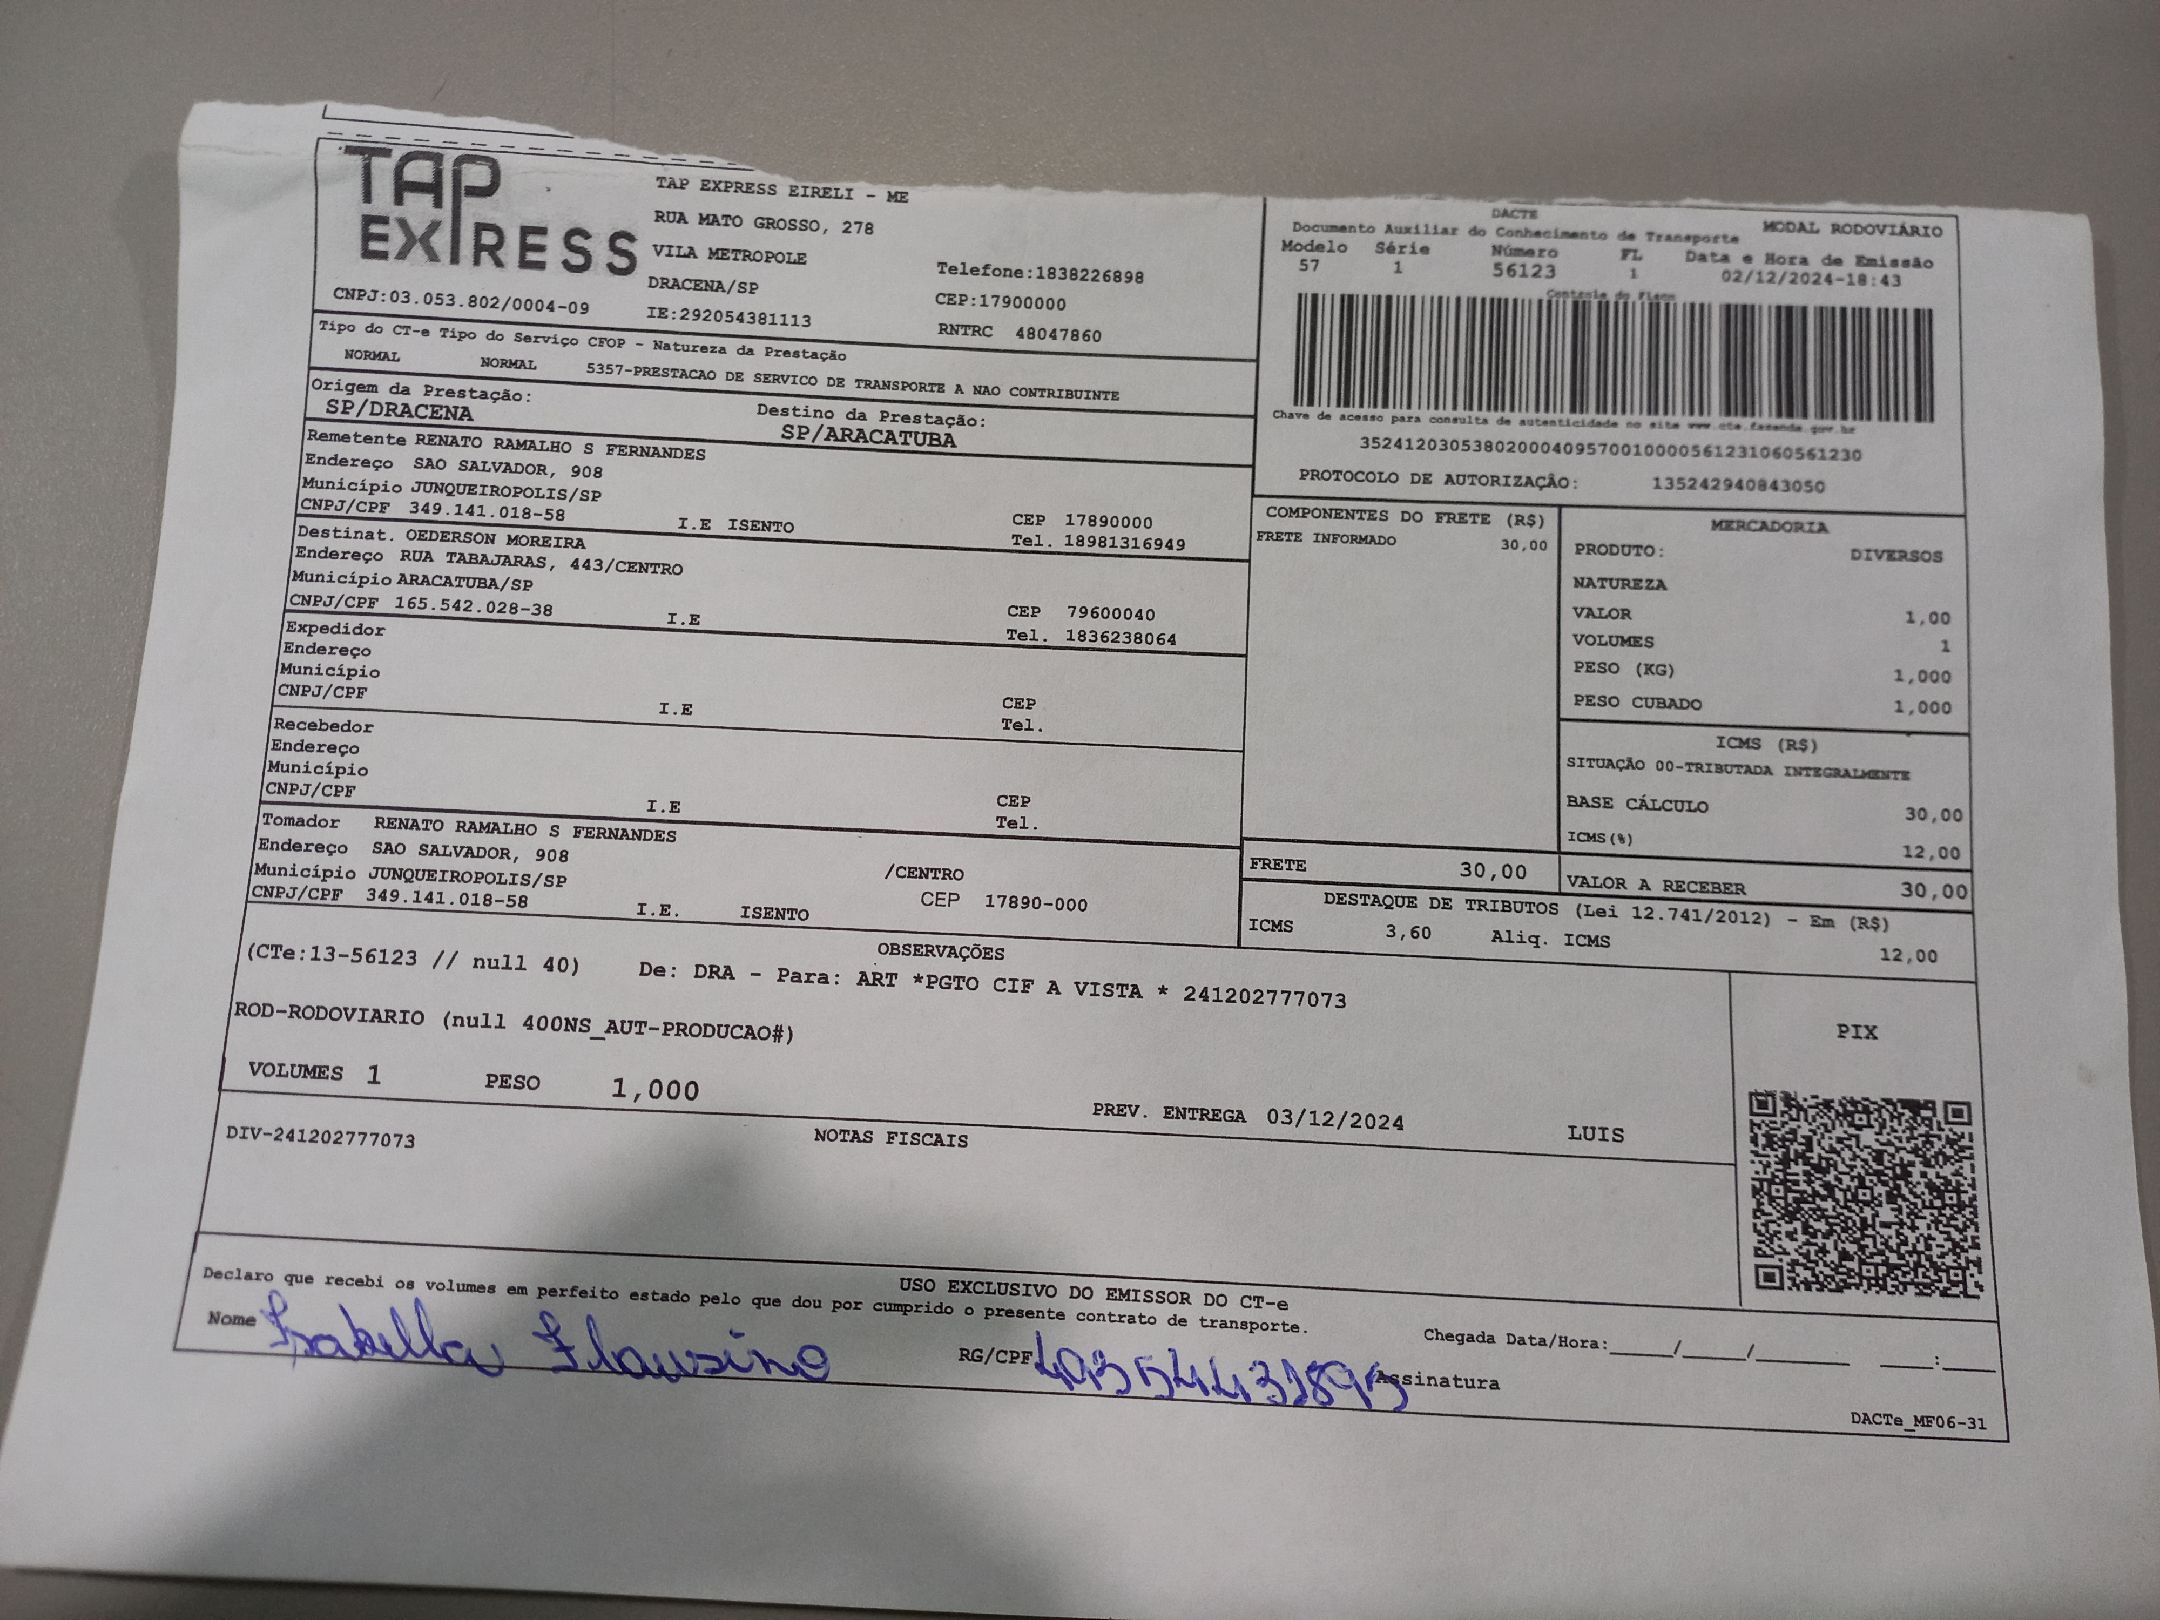 TAP
EXPRESS
TAP EXPRESS EIRELI - ME
RUA MATO GROSSO, 278
VILA METROPOLE
DRACENA/SP
IE:292054381113
Telefone:1838226898
CEP:17900000
RNTRC 48047860
CNPJ:03.053.802/0004-09
DACTE
MODAL RODOVIÁRIO
Documento Auxiliar do Conhecimento de Transporte
Modelo Série Número FL Data e Hora de Emissão
57 1 56123 1 02/12/2024-18:43
Controle do Fisco
Chave de acesso para consulta de autenticidade no site www.cte.fazenda.gov.br
35241203053802000409570010000561231060561230
PROTOCOLO DE AUTORIZAÇÃO: 135242940843050
Tipo do CT-e Tipo do Serviço CFOP - Natureza da Prestação
NORMAL NORMAL 5357-PRESTACAO DE SERVICO DE TRANSPORTE A NAO CONTRIBUINTE
Origem da Prestação: Destino da Prestação:
SP/DRACENA SP/ARACATUBA
Remetente RENATO RAMALHO S FERNANDES
Endereço SAO SALVADOR, 908
Município JUNQUEIROPOLIS/SP CEP 17890000
CNPJ/CPF 349.141.018-58 I.E ISENTO Tel. 18981316949
Destinat. OEDERSON MOREIRA
Endereço RUA TABAJARAS, 443/CENTRO
Município ARACATUBA/SP CEP 79600040
CNPJ/CPF 165.542.028-38 I.E Tel. 1836238064
Expedidor
Endereço
Município CEP
CNPJ/CPF I.E Tel.
Recebedor
Endereço
Município CEP
CNPJ/CPF I.E Tel.
Tomador RENATO RAMALHO S FERNANDES
Endereço SAO SALVADOR, 908 /CENTRO
Município JUNQUEIROPOLIS/SP CEP 17890-000
CNPJ/CPF 349.141.018-58 I.E. ISENTO
COMPONENTES DO FRETE (R$)
FRETE INFORMADO 30,00
MERCADORIA
PRODUTO: DIVERSOS
NATUREZA
VALOR 1,00
VOLUMES 1
PESO (KG) 1,000
PESO CUBADO 1,000
ICMS (R$)
SITUAÇÃO 00-TRIBUTADA INTEGRALMENTE
BASE CÁLCULO 30,00
ICMS(%) 12,00
FRETE 30,00 VALOR A RECEBER 30,00
DESTAQUE DE TRIBUTOS (Lei 12.741/2012) - Em (R$)
ICMS 3,60 Aliq. ICMS 12,00
OBSERVAÇÕES
(CTe:13-56123 // null 40) De: DRA - Para: ART *PGTO CIF A VISTA * 241202777073
ROD-RODOVIARIO (null 400NS_AUT-PRODUCAO#)
VOLUMES 1 PESO 1,000 PREV. ENTREGA 03/12/2024 LUIS
PIX
NOTAS FISCAIS
DIV-241202777073
USO EXCLUSIVO DO EMISSOR DO CT-e
Declaro que recebi os volumes em perfeito estado pelo que dou por cumprido o presente contrato de transporte.
Nome Isabella Flausino RG/CPF 40354431895 Assinatura
Chegada Data/Hora:_____/_____/_______ ___:____
DACTe_MF06-31